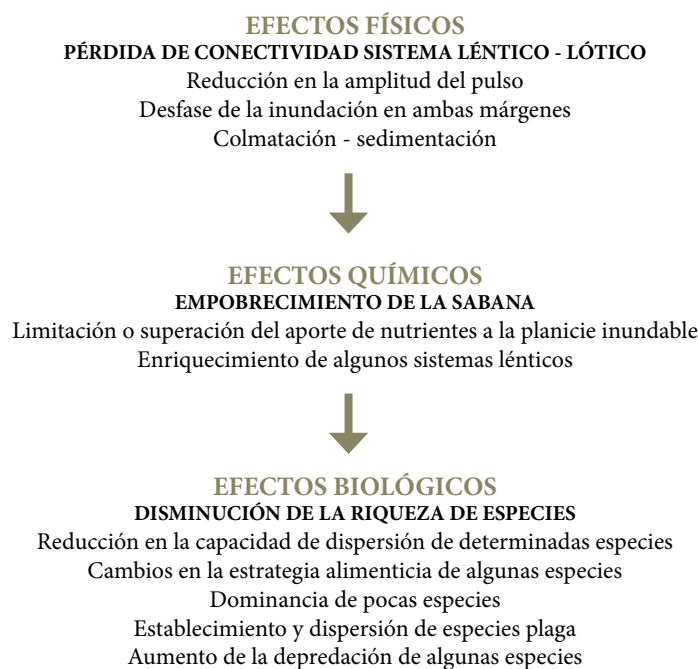 EFECTOS FÍSICOS
PÉRDIDA DE CONECTIVIDAD SISTEMA LÉNTICO - LÓTICO
Reducción en la amplitud del pulso
Desfase de la inundación en ambas márgenes
Colmatación - sedimentación
EFECTOS QUÍMICOS
EMPOBRECIMIENTO DE LA SABANA
Limitación o superación del aporte de nutrientes a la planicie inundable
Enriquecimiento de algunos sistemas lénticos
EFECTOS BIOLÓGICOS
DISMINUCIÓN DE LA RIQUEZA DE ESPECIES
Reducción en la capacidad de dispersión de determinadas especies
Cambios en la estrategia alimenticia de algunas especies
Dominancia de pocas especies
Establecimiento y dispersión de especies plaga
Aumento de la depredación de algunas especies